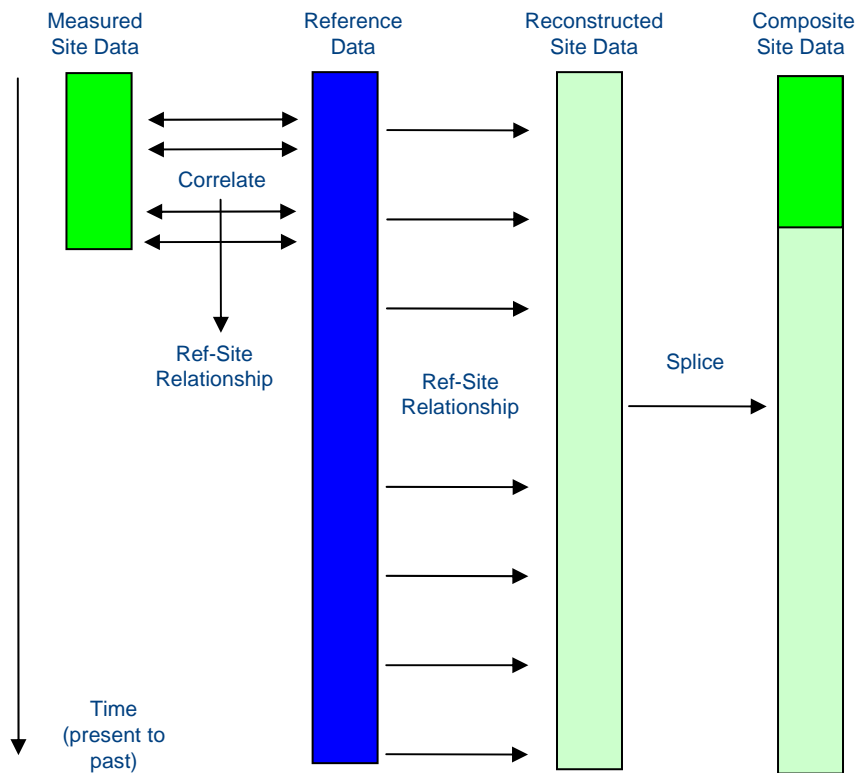 Measured
Site Data
Reference
Data
Reconstructed
Site Data
Composite
Site Data
Correlate
Ref-Site
Relationship
Ref-Site
Relationship
Splice
Time
(present to
past)